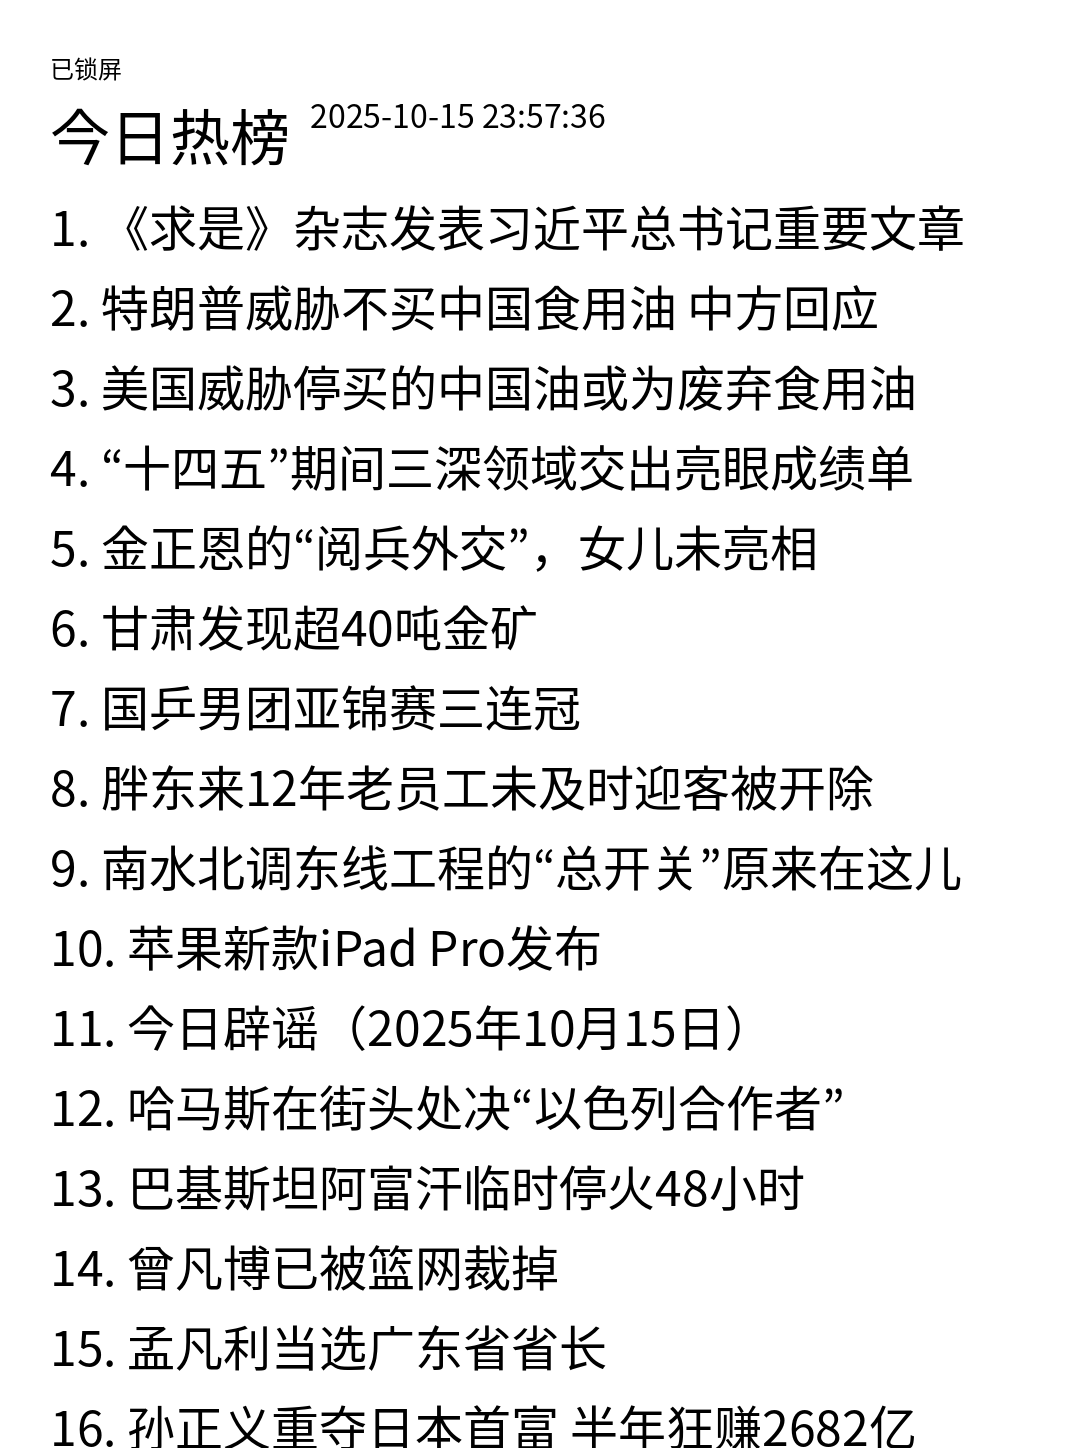 已锁屏
今日热榜 2025-10-15 23:57:36
1. 《求是》杂志发表习近平总书记重要文章
2. 特朗普威胁不买中国食用油 中方回应
3. 美国威胁停买的中国油或为废弃食用油
4. “十四五”期间三深领域交出亮眼成绩单
5. 金正恩的“阅兵外交”，女儿未亮相
6. 甘肃发现超40吨金矿
7. 国乒男团亚锦赛三连冠
8. 胖东来12年老员工未及时迎客被开除
9. 南水北调东线工程的“总开关”原来在这儿
10. 苹果新款iPad Pro发布
11. 今日辟谣（2025年10月15日）
12. 哈马斯在街头处决“以色列合作者”
13. 巴基斯坦阿富汗临时停火48小时
14. 曾凡博已被篮网裁掉
15. 孟凡利当选广东省省长
16. 孙正义重夺日本首富 半年狂赚2682亿